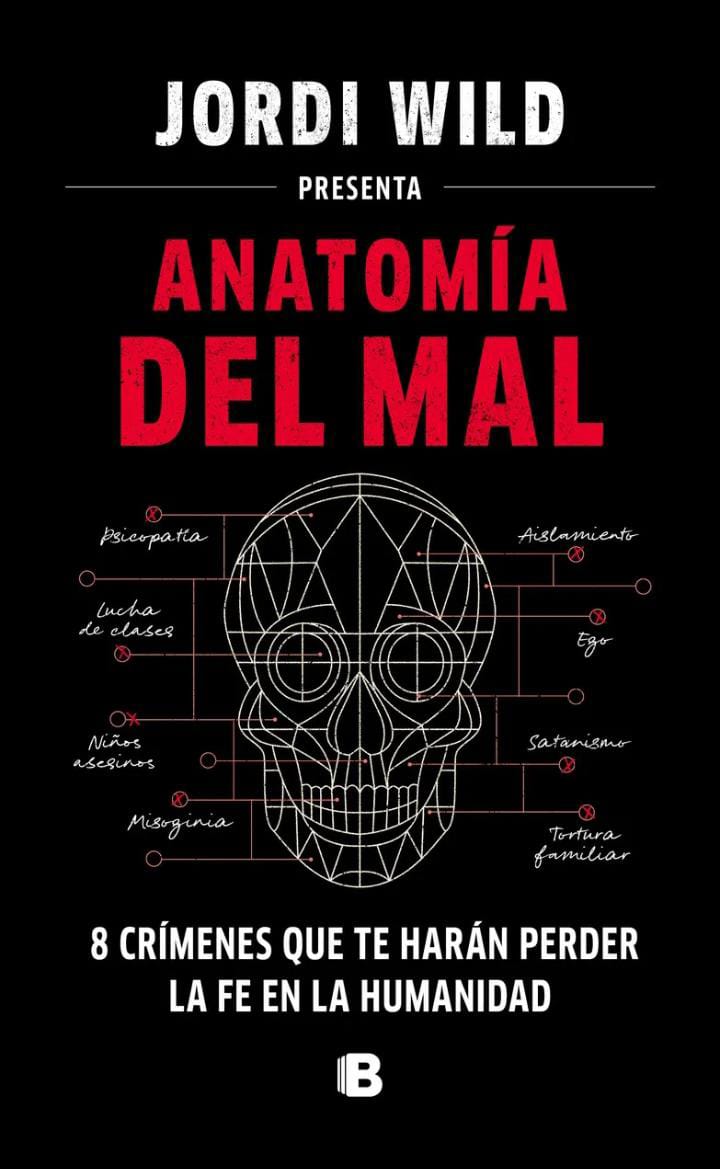 JORDI WILD
PRESENTA
ANATOMÍA
DEL MAL
Psicopatía
Aislamiento
Lucha
de clases
Ego
Niños
asesinos
Satanismo
Misoginia
Tortura
familiar
8 CRÍMENES QUE TE HARÁN PERDER
LA FE EN LA HUMANIDAD
B